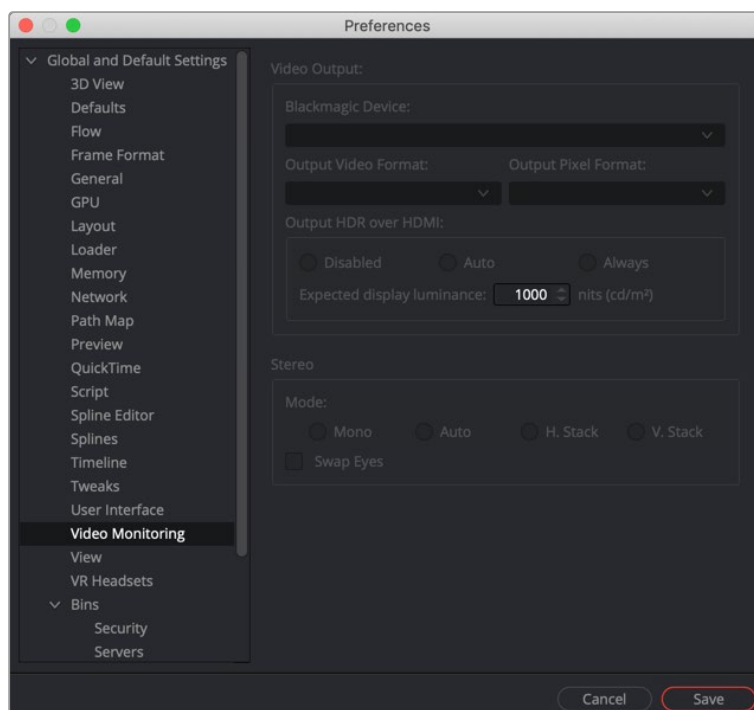 Preferences
Global and Default Settings
3D View
Defaults
Flow
Frame Format
General
GPU
Layout
Loader
Memory
Network
Path Map
Preview
QuickTime
Script
Spline Editor
Splines
Timeline
Tweaks
User Interface
Video Monitoring
View
VR Headsets
Bins
Security
Servers
Video Output:
Blackmagic Device:
Output Video Format: Output Pixel Format:
Output HDR over HDMI:
Disabled Auto Always
Expected display luminance: 1000 nits (cd/m²)
Stereo
Mode:
Mono Auto H. Stack V. Stack
Swap Eyes
Cancel Save